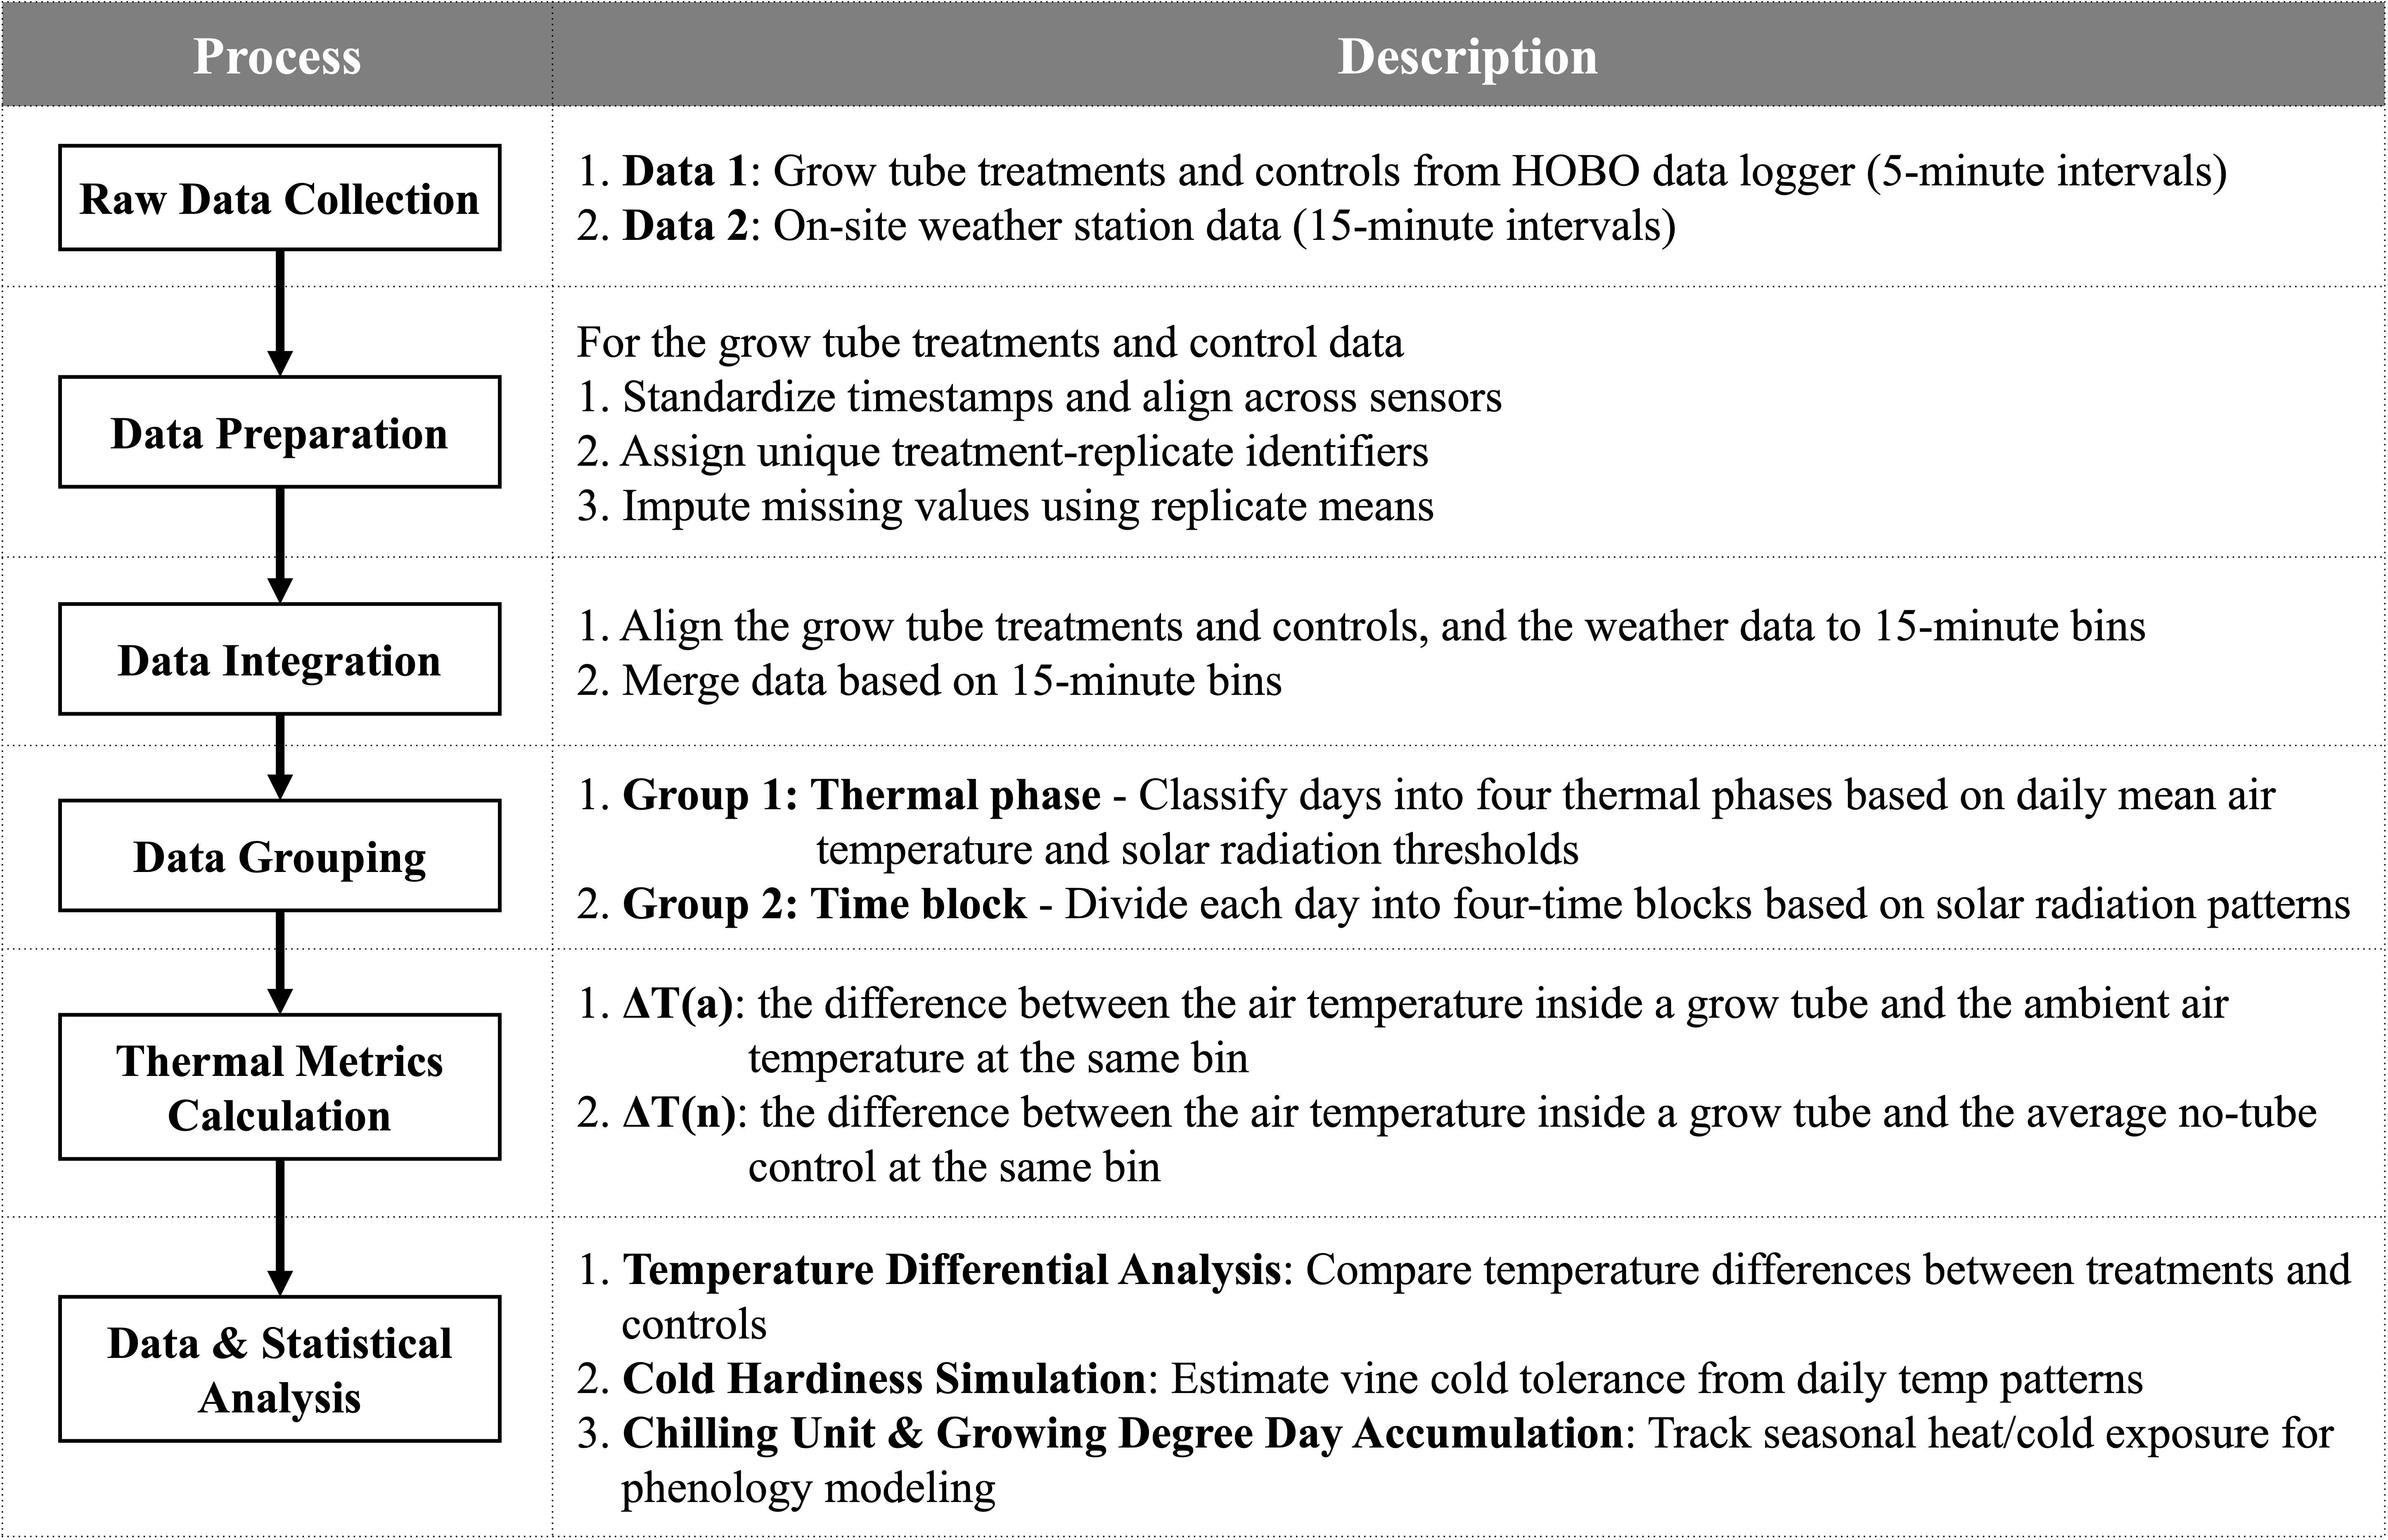 Process
Description
Raw Data Collection
1. Data 1: Grow tube treatments and controls from HOBO data logger (5-minute intervals)
2. Data 2: On-site weather station data (15-minute intervals)
Data Preparation
For the grow tube treatments and control data
1. Standardize timestamps and align across sensors
2. Assign unique treatment-replicate identifiers
3. Impute missing values using replicate means
Data Integration
1. Align the grow tube treatments and controls, and the weather data to 15-minute bins
2. Merge data based on 15-minute bins
Data Grouping
1. Group 1: Thermal phase - Classify days into four thermal phases based on daily mean air
temperature and solar radiation thresholds
2. Group 2: Time block - Divide each day into four-time blocks based on solar radiation patterns
Thermal Metrics
Calculation
1. ΔT(a): the difference between the air temperature inside a grow tube and the ambient air
temperature at the same bin
2. ΔT(n): the difference between the air temperature inside a grow tube and the average no-tube
control at the same bin
Data & Statistical
Analysis
1. Temperature Differential Analysis: Compare temperature differences between treatments and
controls
2. Cold Hardiness Simulation: Estimate vine cold tolerance from daily temp patterns
3. Chilling Unit & Growing Degree Day Accumulation: Track seasonal heat/cold exposure for
phenology modeling